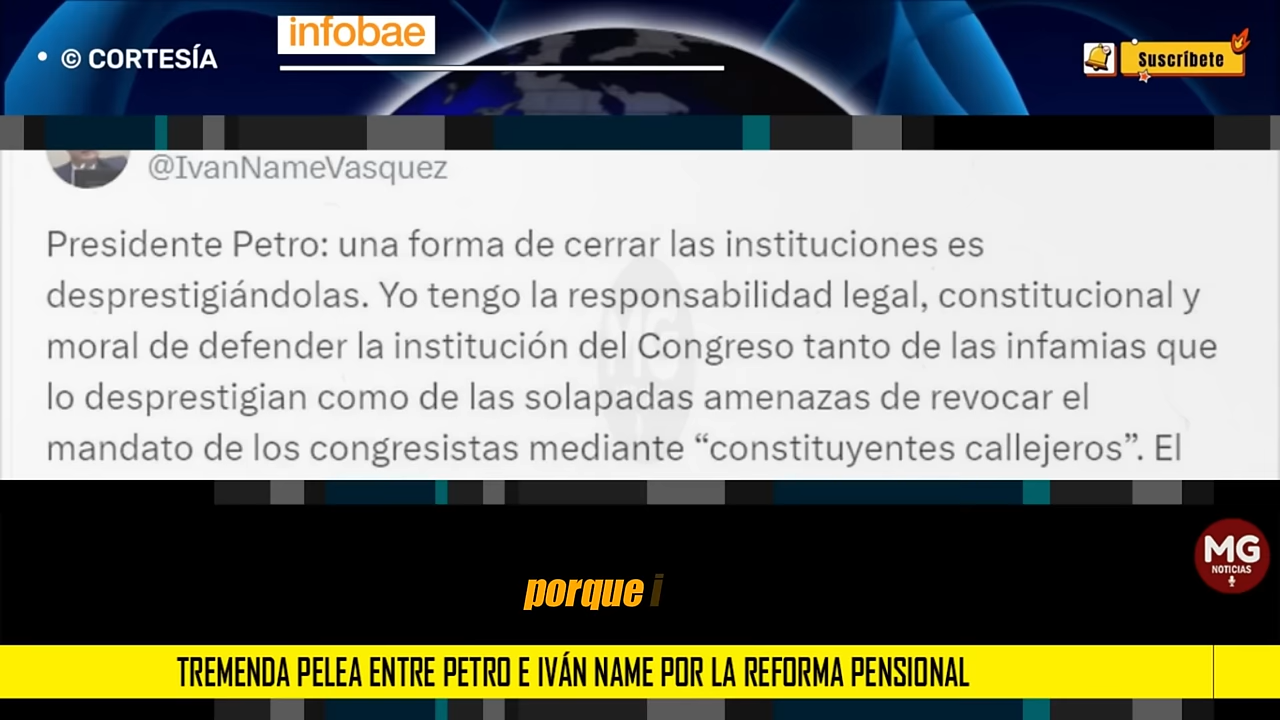 infobae
© CORTESÍA
Suscríbete
@IvanNameVasquez
Presidente Petro: una forma de cerrar las instituciones es
desprestigiándolas. Yo tengo la responsabilidad legal, constitucional y
moral de defender la institución del Congreso tanto de las infamias que
lo desprestigian como de las solapadas amenazas de revocar el
mandato de los congresistas mediante “constituyentes callejeros”. El
MG
NOTICIAS
porque i
TREMENDA PELEA ENTRE PETRO E IVÁN NAME POR LA REFORMA PENSIONAL